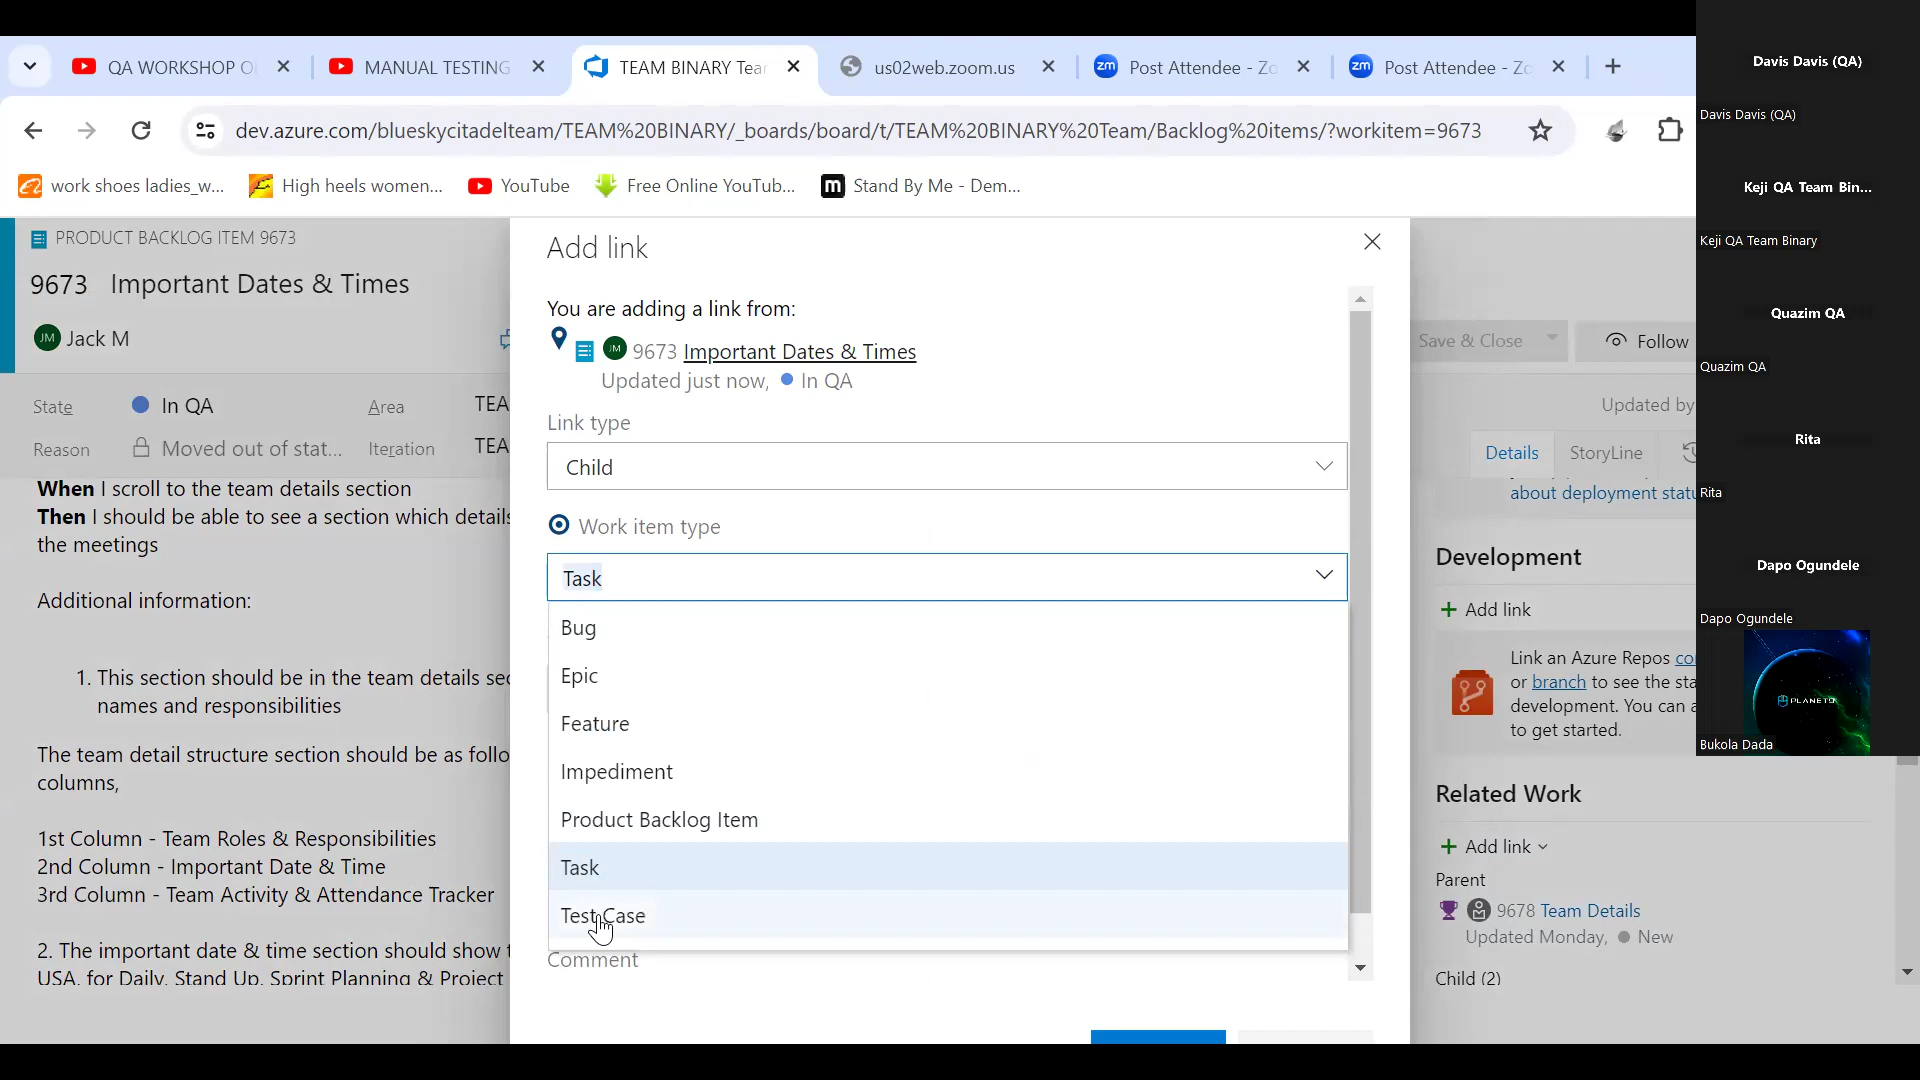 QA WORKSHOP O
MANUAL TESTING
TEAM BINARY Tea
us02web.zoom.us
zm
Post Attendee - Zo
zm
Post Attendee - Zo
dev.azure.com/blueskycitadelteam/TEAM%20BINARY/_boards/board/t/TEAM%20BINARY%20Team/Backlog%20items/?workitem=9673
work shoes ladies_w...
High heels women...
YouTube
Free Online YouTub...
m
Stand By Me - Dem...
PRODUCT BACKLOG ITEM 9673
9673 Important Dates & Times
JM Jack M
State
In QA
Area
TEA
Reason
Moved out of stat...
Iteration
TEA
When I scroll to the team details section
Then I should be able to see a section which details
the meetings
Additional information:
1. This section should be in the team details sec
names and responsibilities
The team detail structure section should be as follo
columns,
1st Column - Team Roles & Responsibilities
2nd Column - Important Date & Time
3rd Column - Team Activity & Attendance Tracker
2. The important date & time section should show t
USA. for Daily, Stand Up, Sprint Planning & Project
Add link
You are adding a link from:
JM 9673 Important Dates & Times
Updated just now, In QA
Link type
Child
Work item type
Task
Bug
Epic
Feature
Impediment
Product Backlog Item
Task
Test Case
Comment
Save & Close
Follow
Updated by
Details
StoryLine
about deployment statu
Development
+ Add link
Link an Azure Repos co
or branch to see the sta
development. You can a
to get started.
Related Work
+ Add link
Parent
9678 Team Details
Updated Monday, New
Child (2)
Davis Davis (QA)
Davis Davis (QA)
Keji QA Team Bin...
Keji QA Team Binary
Quazim QA
Quazim QA
Rita
Rita
Dapo Ogundele
Dapo Ogundele
PLANETQ
Bukola Dada